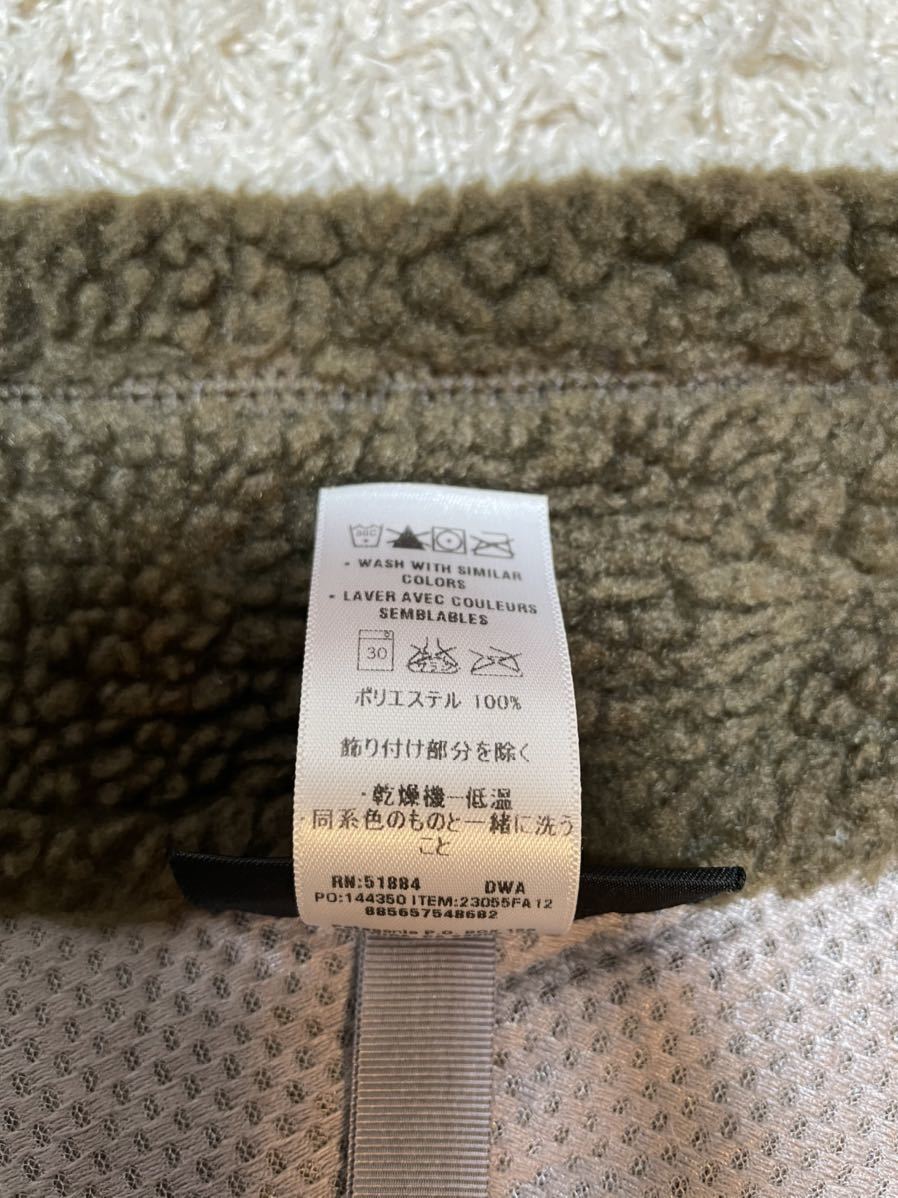 30C
• WASH WITH SIMILAR
COLORS
• LAVER AVEC COULEURS
SEMBLABLES
30
ポリエステル 100%
飾り付け部分を除く
・乾燥機ー低温
・同系色のものと一緒に洗う
こと
RN:51884 DWA
PO:144350 ITEM:23055FA12
885657548682